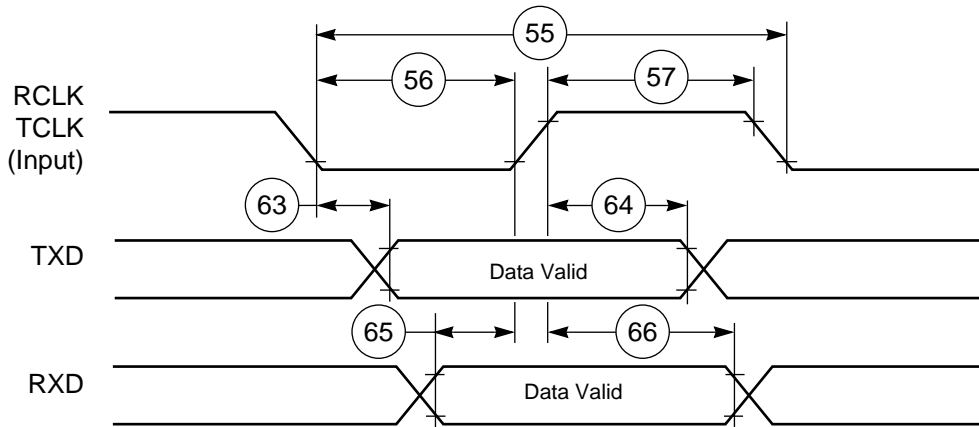 55
56
57
RCLK
TCLK
(Input)
63
64
TXD
Data Valid
65
66
RXD
Data Valid